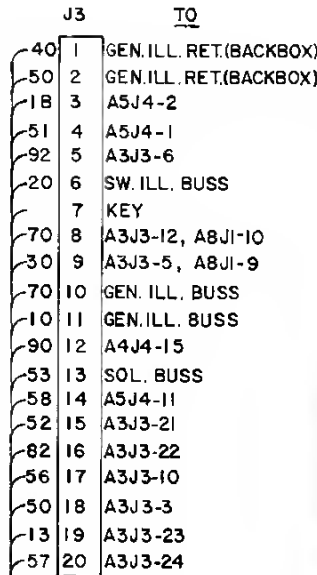 J3 TO
40 1 GEN.ILL. RET.(BACKBOX)
50 2 GEN.ILL. RET.(BACKBOX)
18 3 A5J4-2
51 4 A5J4-1
92 5 A3J3-6
20 6 SW. ILL. BUSS
7 KEY
70 8 A3J3-12, A8J1-10
30 9 A3J3-5, A8J1-9
70 10 GEN. ILL. BUSS
10 11 GEN. ILL. BUSS
90 12 A4J4-15
53 13 SOL. BUSS
58 14 A5J4-11
52 15 A3J3-21
82 16 A3J3-22
56 17 A3J3-10
50 18 A3J3-3
13 19 A3J3-23
57 20 A3J3-24